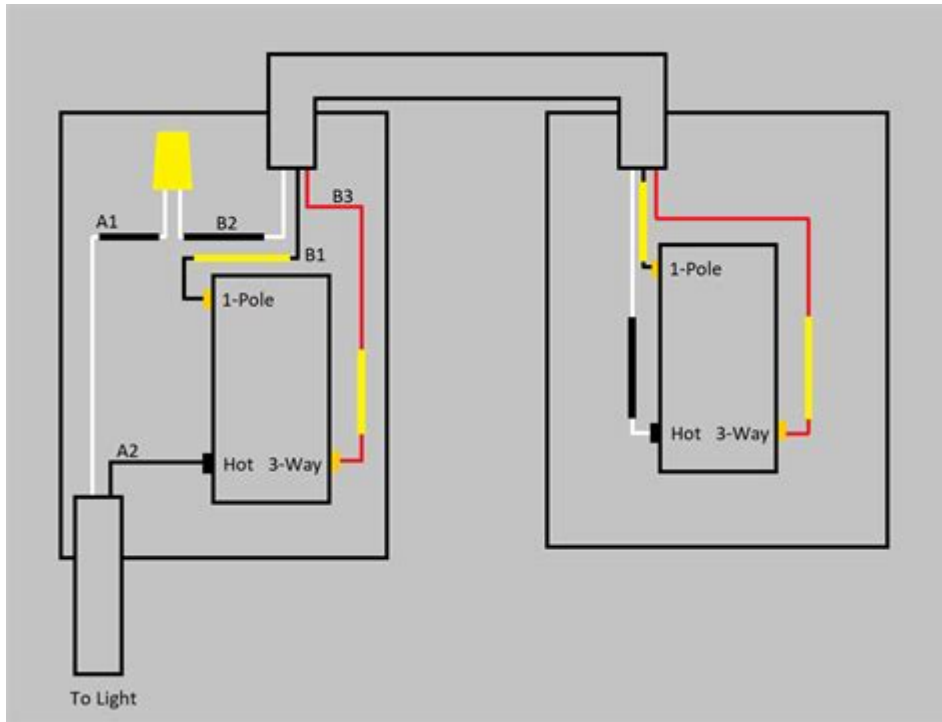 B3
A1
B2
B1
1-Pole
1-Pole
A2
Hot 3-Way
Hot 3-Way
To Light